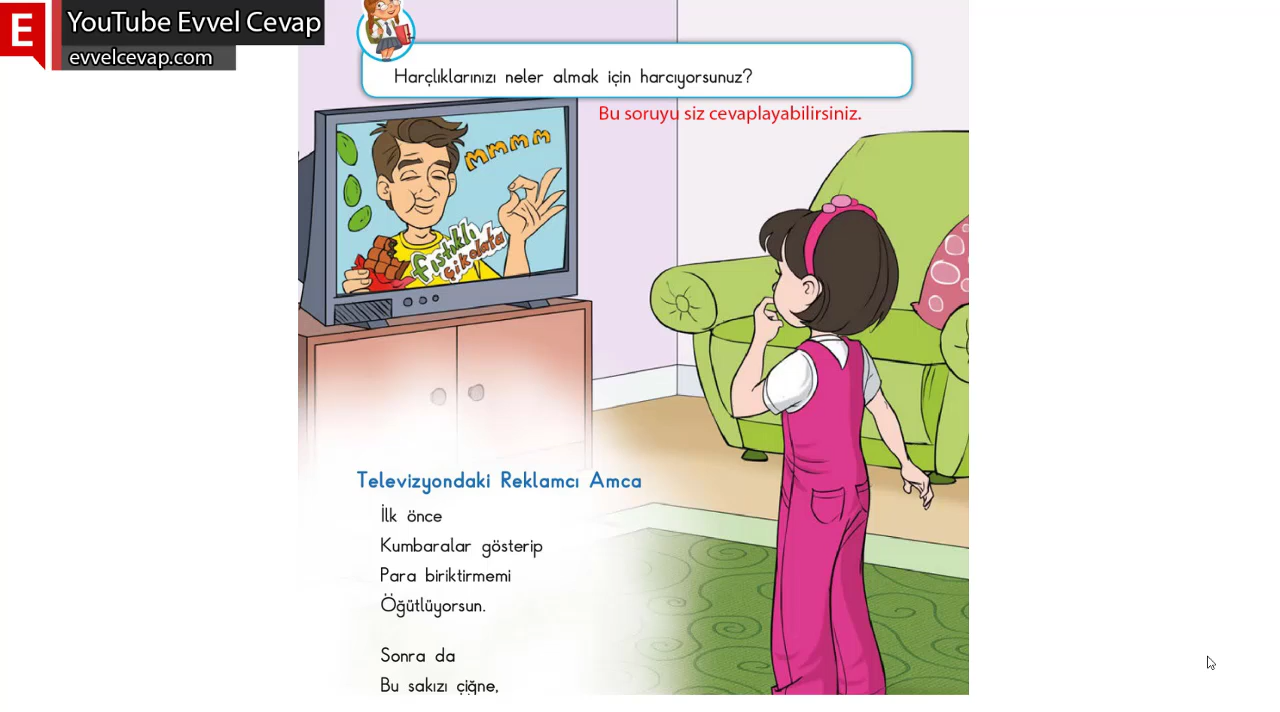 E
YouTube Evvel Cevap
evvelcevap.com
Harçlıklarınızı neler almak için harcıyorsunuz?
Bu soruyu siz cevaplayabilirsiniz.
MMMM
fıstıklı
çikolata
Televizyondaki Reklamcı Amca
İlk önce
Kumbaralar gösterip
Para biriktirmemi
Öğütlüyorsun.
Sonra da
Bu sakızı çiğne,